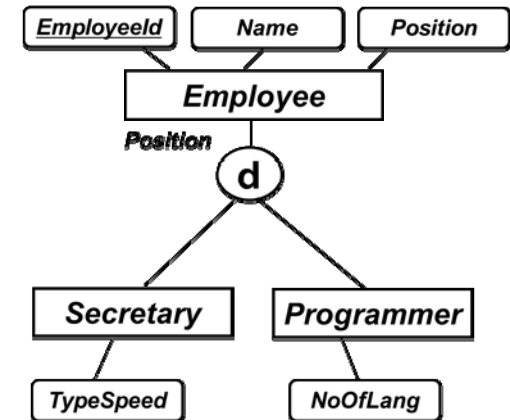 EmployeeId Name Position
Employee
Position
d
Secretary Programmer
TypeSpeed NoOfLang